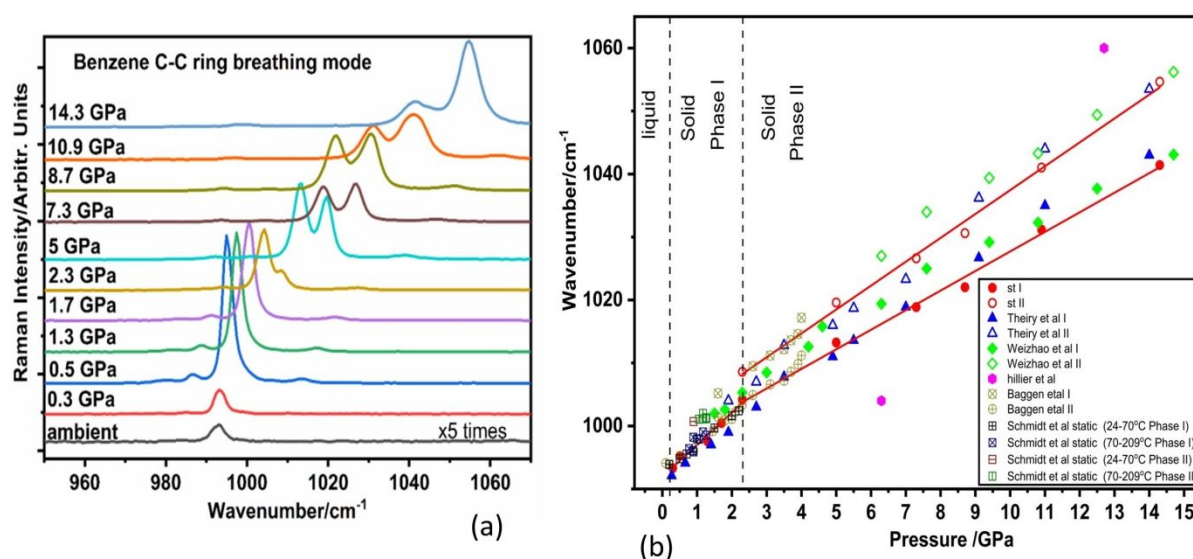 (a)
Benzene C-C ring breathing mode
Raman Intensity/Arbitr. Units
14.3 GPa
10.9 GPa
8.7 GPa
7.3 GPa
5 GPa
2.3 GPa
1.7 GPa
1.3 GPa
0.5 GPa
0.3 GPa
ambient
x5 times
960 980 1000 1020 1040 1060
Wavenumber/cm-1
(a)
(b)
Wavenumber/cm-1
1060
1040
1020
1000
liquid
Solid
Phase I
Solid
Phase II
st I
st II
Theiry et al I
Theiry et al II
Weizhao et al I
Weizhao et al II
hillier et al
Baggen etal I
Baggen etal II
Schmidt et al static (24-70°C Phase I)
Schmidt et al static (70-209°C Phase I)
Schmidt et al static (24-70°C Phase II)
Schmidt et al static (70-209°C Phase II
0 1 2 3 4 5 6 7 8 9 10 11 12 13 14 15
Pressure /GPa
(b)